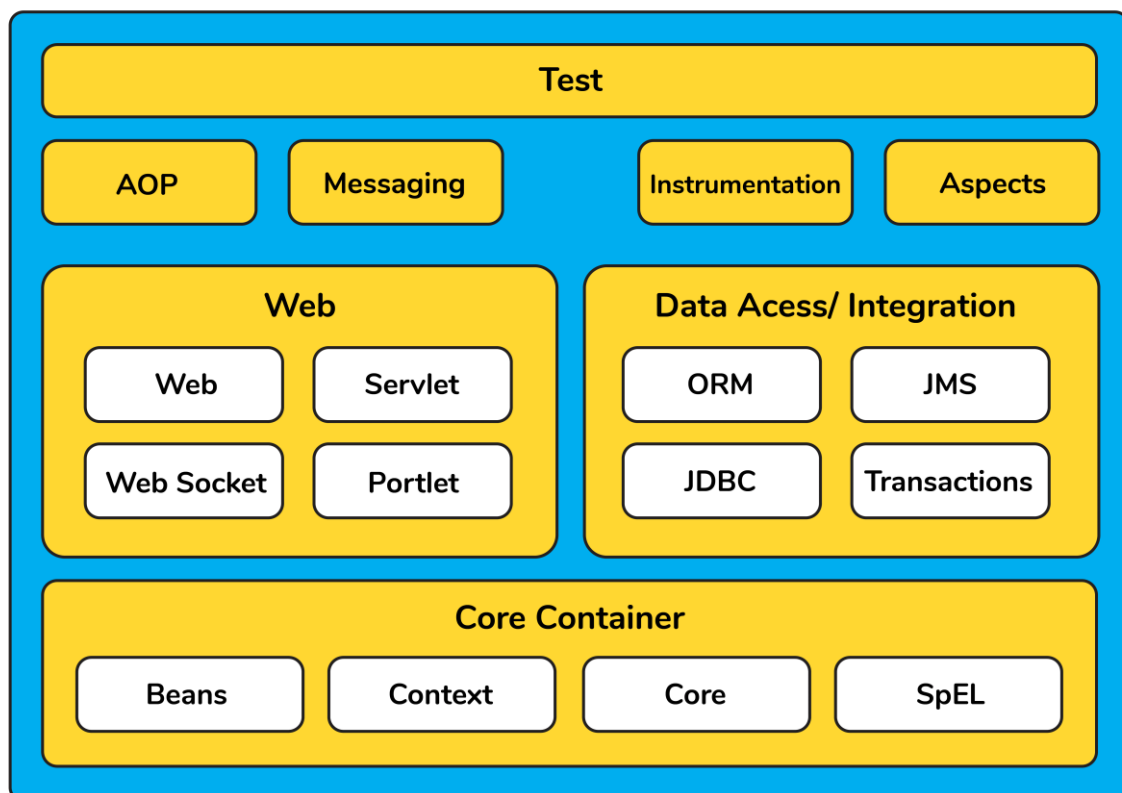 Test
AOP
Messaging
Instrumentation
Aspects
Web
Data Acess/ Integration
Web
Servlet
ORM
JMS
Web Socket
Portlet
JDBC
Transactions
Core Container
Beans
Context
Core
SpEL